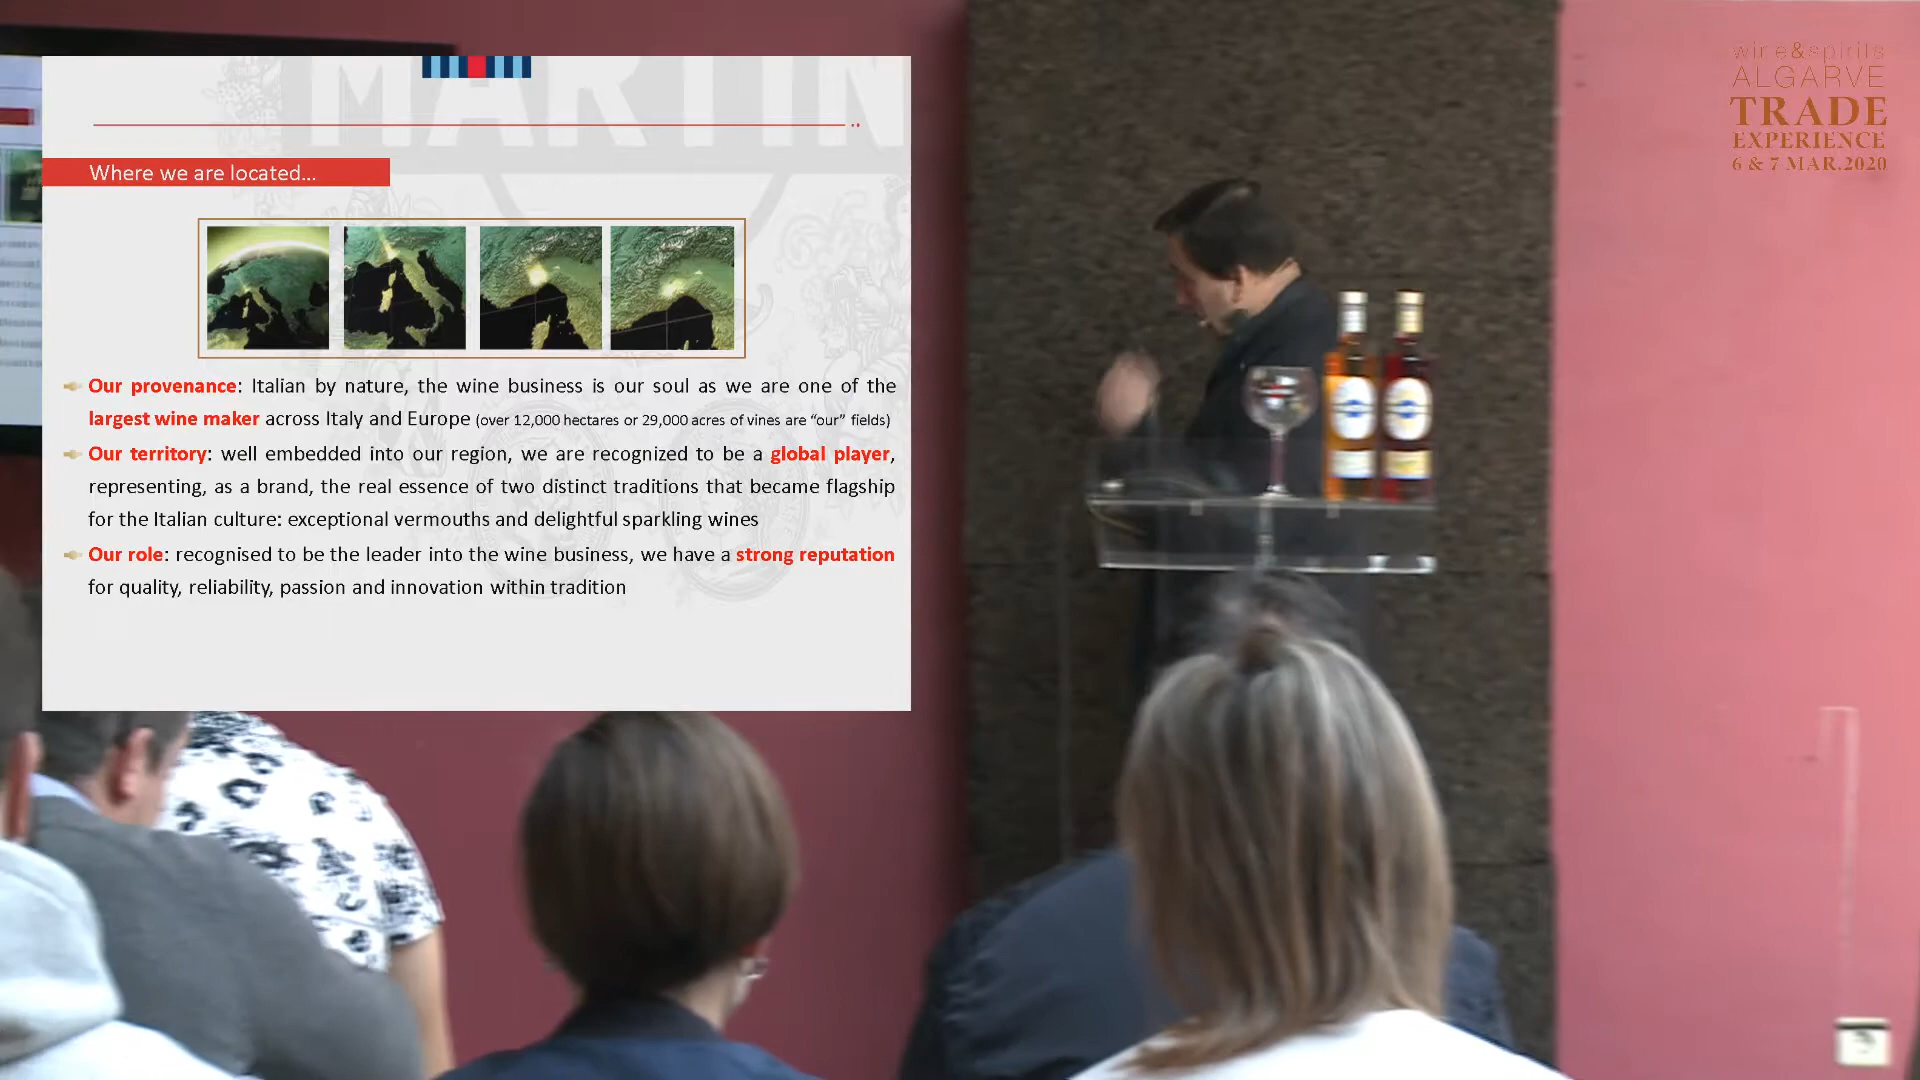 MARTIN
Where we are located...
Our provenance: Italian by nature, the wine business is our soul as we are one of the
largest wine maker across Italy and Europe (over 12,000 hectares or 29,000 acres of vines are “our” fields)
Our territory: well embedded into our region, we are recognized to be a global player,
representing, as a brand, the real essence of two distinct traditions that became flagship
for the Italian culture: exceptional vermouths and delightful sparkling wines
Our role: recognised to be the leader into the wine business, we have a strong reputation
for quality, reliability, passion and innovation within tradition
wine&spirits
ALGARVE
TRADE
EXPERIENCE
6 & 7 MAR.2020